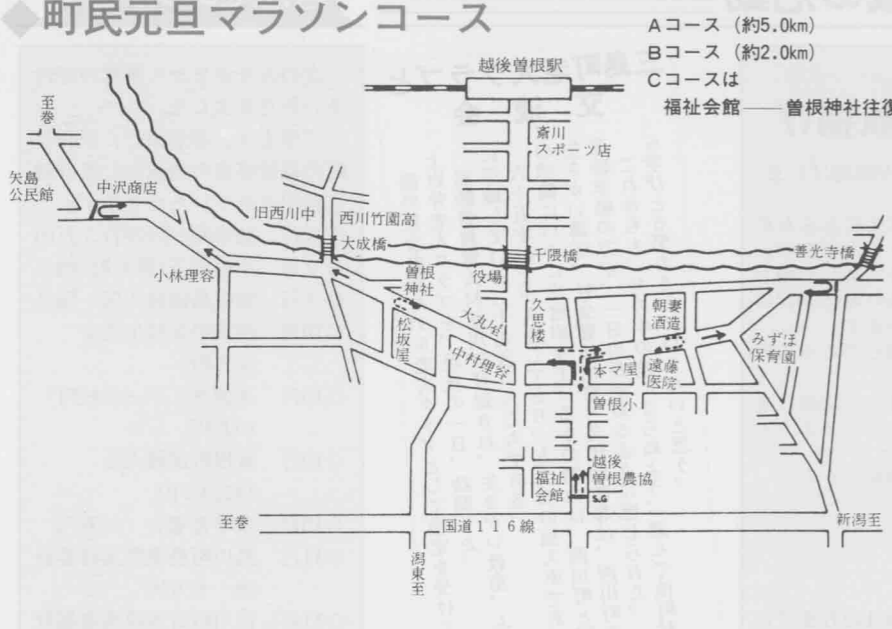 ◆町民元旦マラソンコース
Aコース（約5.0km）
Bコース（約2.0km）
Cコースは
福祉会館――曽根神社往復
越後曽根駅
斎川
スポーツ店
至巻
矢島
公民館
中沢商店
旧西川中
西川竹園高
大成橋
小林理容
曽根
神社
役場
千隈橋
善光寺橋
松坂屋
大丸屋
中村理容
久思楼
朝妻
酒造
みずほ
保育園
本マ屋
遠藤
医院
曽根小
福祉
会館
越後
曽根農協
S.G
至巻
国道116線
新潟至
潟東至